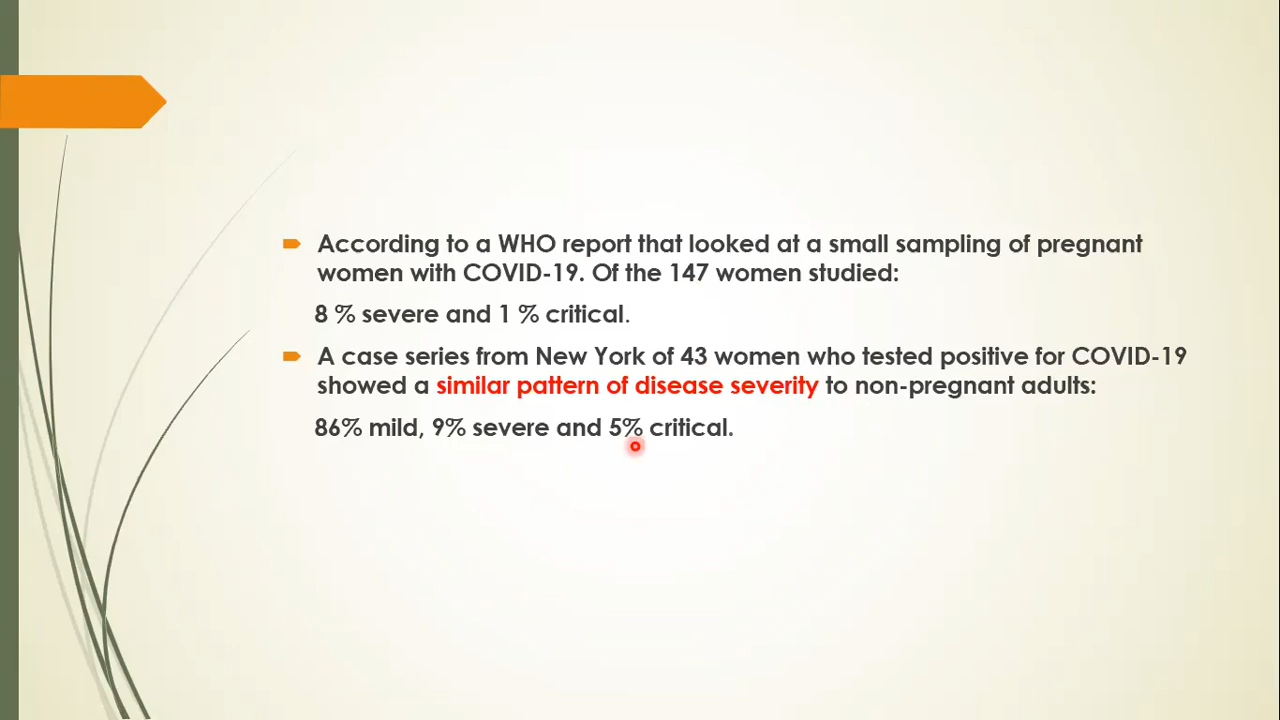 According to a WHO report that looked at a small sampling of pregnant
women with COVID-19. Of the 147 women studied:
8 % severe and 1 % critical.
A case series from New York of 43 women who tested positive for COVID-19
showed a similar pattern of disease severity to non-pregnant adults:
86% mild, 9% severe and 5% critical.